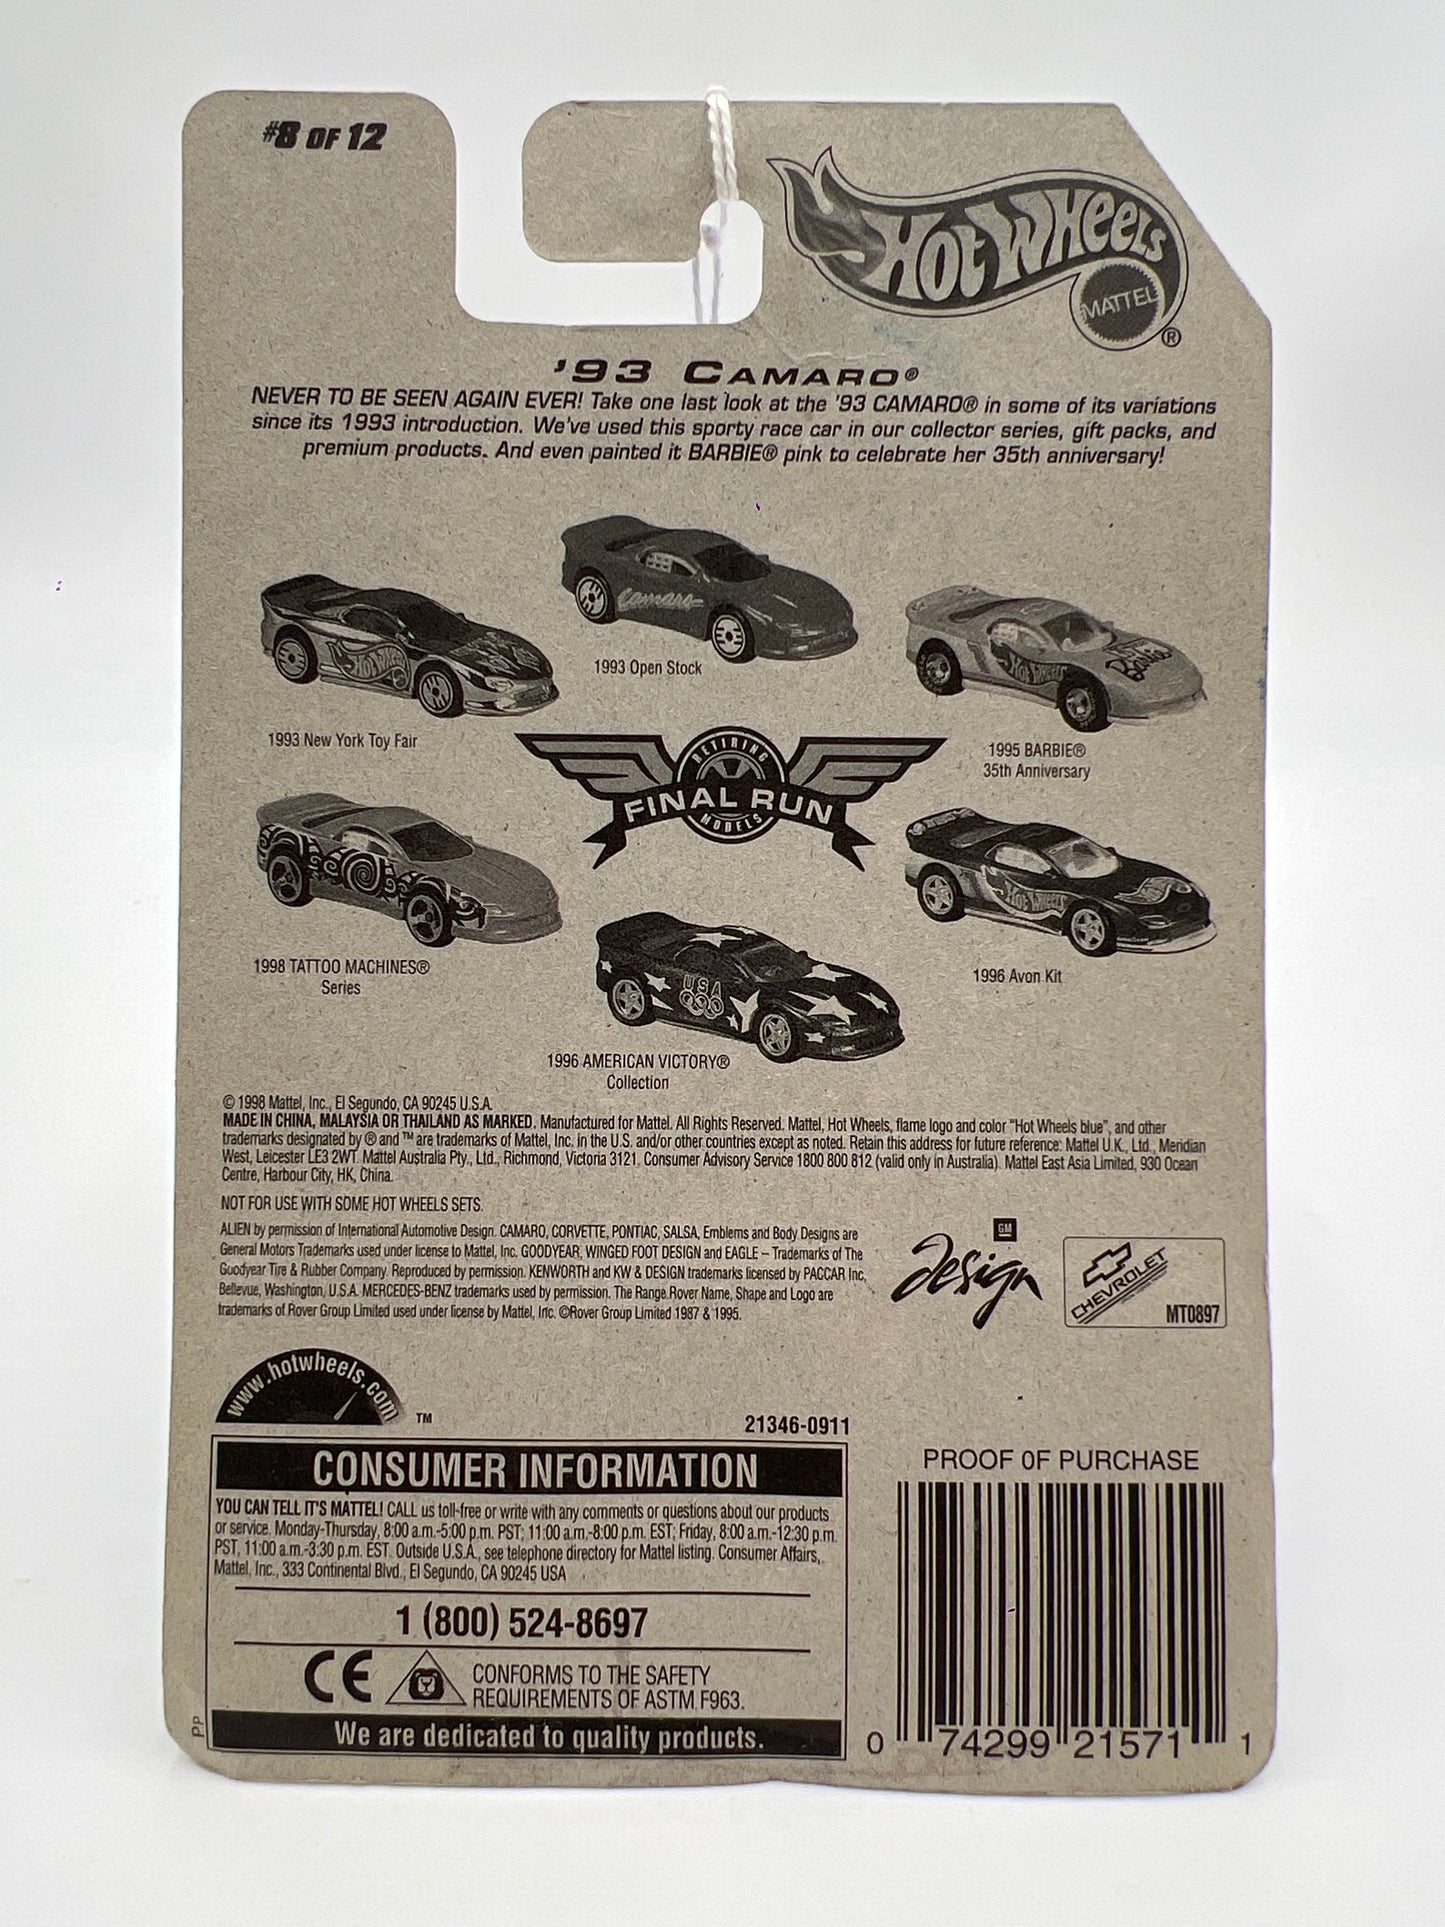 #8 OF 12
HOT WHEELS
MATTEL
®
'93 CAMARO®
NEVER TO BE SEEN AGAIN EVER! Take one last look at the '93 CAMARO® in some of its variations
since its 1993 introduction. We've used this sporty race car in our collector series, gift packs, and
premium products. And even painted it BARBIE® pink to celebrate her 35th anniversary!
Camaro
1993 Open Stock
HOT WHEELS
1993 New York Toy Fair
HOT WHEELS
Barbie
1995 BARBIE®
35th Anniversary
RETIRING
FINAL RUN
MODELS
1998 TATTOO MACHINES®
Series
HOT WHEELS
1996 Avon Kit
USA
1996 AMERICAN VICTORY®
Collection
© 1998 Mattel, Inc., El Segundo, CA 90245 U.S.A.
MADE IN CHINA, MALAYSIA OR THAILAND AS MARKED. Manufactured for Mattel. All Rights Reserved. Mattel, Hot Wheels, flame logo and color "Hot Wheels blue", and other
trademarks designated by ® and ™ are trademarks of Mattel, Inc. in the U.S. and/or other countries except as noted. Retain this address for future reference: Mattel U.K., Ltd., Meridian
West, Leicester LE3 2WT. Mattel Australia Pty., Ltd., Richmond, Victoria 3121. Consumer Advisory Service 1800 800 812 (valid only in Australia). Mattel East Asia Limited, 930 Ocean
Centre, Harbour City, HK, China.
NOT FOR USE WITH SOME HOT WHEELS SETS.
ALIEN by permission of International Automotive Design. CAMARO, CORVETTE, PONTIAC, SALSA, Emblems and Body Designs are
General Motors Trademarks used under license to Mattel, Inc. GOODYEAR, WINGED FOOT DESIGN and EAGLE – Trademarks of The
Goodyear Tire & Rubber Company. Reproduced by permission. KENWORTH and KW & DESIGN trademarks licensed by PACCAR Inc,
Bellevue, Washington, U.S.A. MERCEDES-BENZ trademarks used by permission. The Range Rover Name, Shape and Logo are
trademarks of Rover Group Limited used under license by Mattel, Inc. ©Rover Group Limited 1987 & 1995.
GM
design
CHEVROLET
MT0897
www.hotwheels.com
™
21346-0911
CONSUMER INFORMATION
YOU CAN TELL IT'S MATTEL! CALL us toll-free or write with any comments or questions about our products
or service. Monday-Thursday, 8:00 a.m.-5:00 p.m. PST; 11:00 a.m.-8:00 p.m. EST; Friday, 8:00 a.m.-12:30 p.m.
PST, 11:00 a.m.-3:30 p.m. EST. Outside U.S.A., see telephone directory for Mattel listing. Consumer Affairs,
Mattel, Inc., 333 Continental Blvd., El Segundo, CA 90245 USA
1 (800) 524-8697
CE
CONFORMS TO THE SAFETY
REQUIREMENTS OF ASTM F963.
We are dedicated to quality products.
PP
PROOF OF PURCHASE
0 74299 21571 1